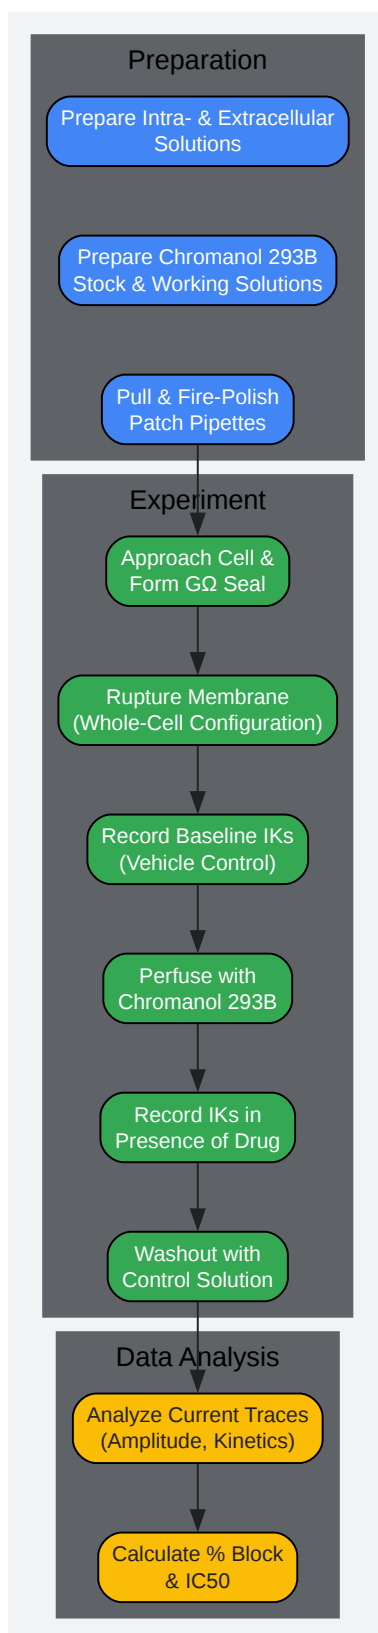 Preparation
Prepare Intra- & Extracellular
Solutions
Prepare Chromanol 293B
Stock & Working Solutions
Pull & Fire-Polish
Patch Pipettes
Experiment
Approach Cell &
Form GΩ Seal
Rupture Membrane
(Whole-Cell Configuration)
Record Baseline IKs
(Vehicle Control)
Perfuse with
Chromanol 293B
Record IKs in
Presence of Drug
Washout with
Control Solution
Data Analysis
Analyze Current Traces
(Amplitude, Kinetics)
Calculate % Block
& IC50